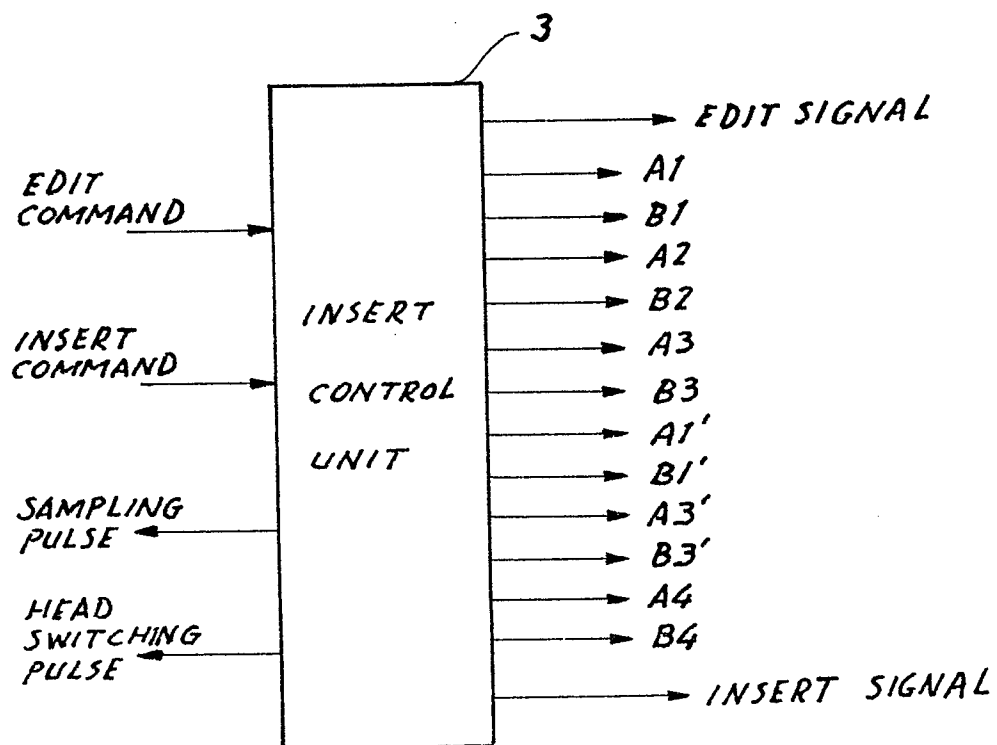 3
EDIT
COMMAND
INSERT
COMMAND
SAMPLING
PULSE
HEAD
SWITCHING
PULSE
INSERT
CONTROL
UNIT
EDIT SIGNAL
A1
B1
A2
B2
A3
B3
A1'
B1'
A3'
B3'
A4
B4
INSERT SIGNAL